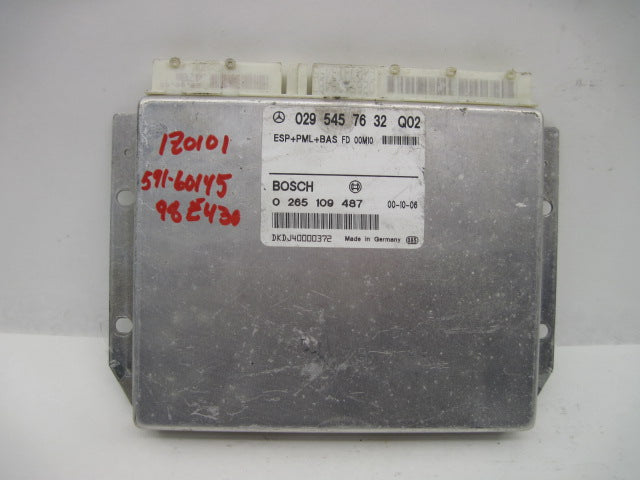 029 545 76 32 Q02
ESP+PML+BAS FD 00M10
BOSCH
0 265 109 487 00-10-06
DKDJ40000372 Made in Germany
120101
591-60145
98 E430